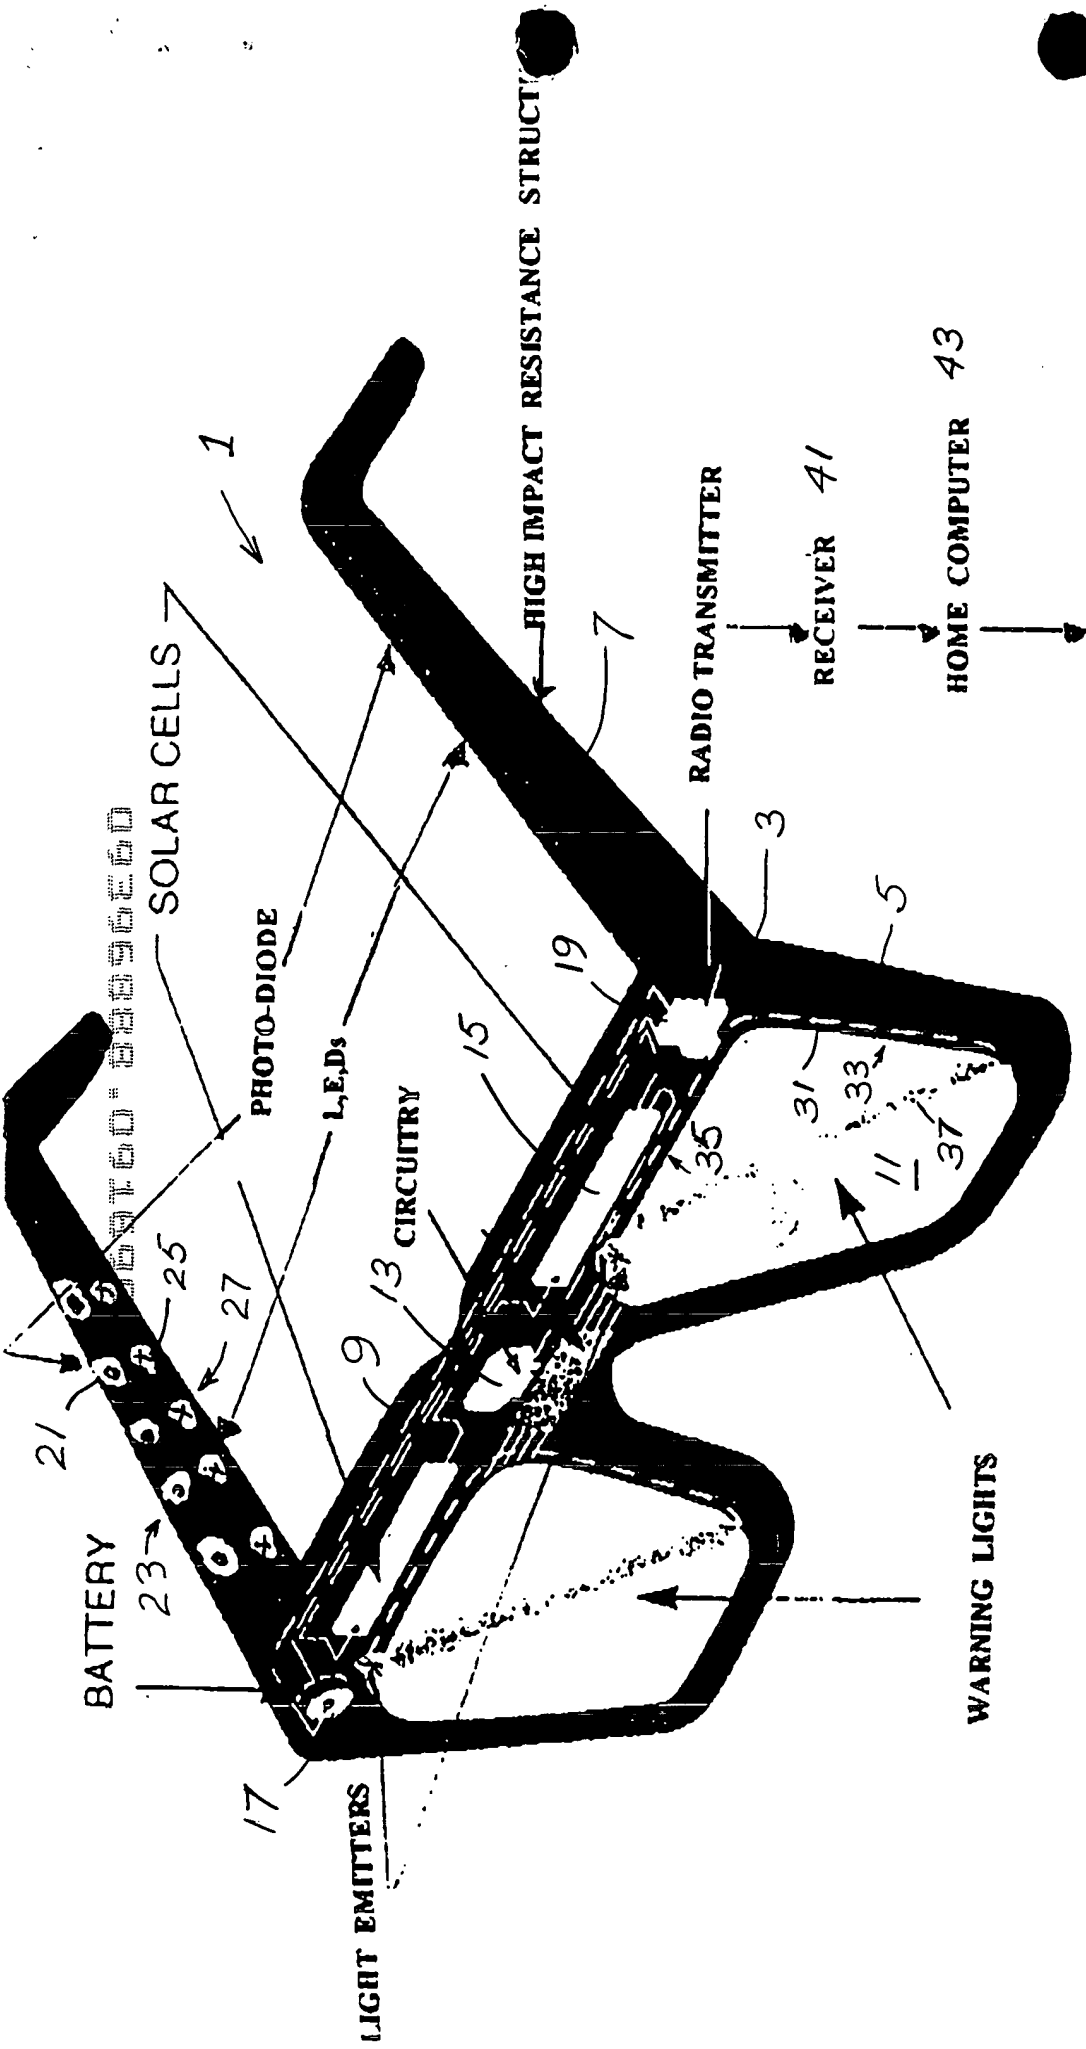 BATTERY
SOLAR CELLS
PHOTO-DIODE
L,E,Ds
CIRCUITRY
LIGHT EMITTERS
HIGH IMPACT RESISTANCE STRUCT
RADIO TRANSMITTER
RECEIVER 41
HOME COMPUTER 43
WARNING LIGHTS
1
3
5
7
9
11
13
15
17
19
21
23
25
27
31
33
35
37